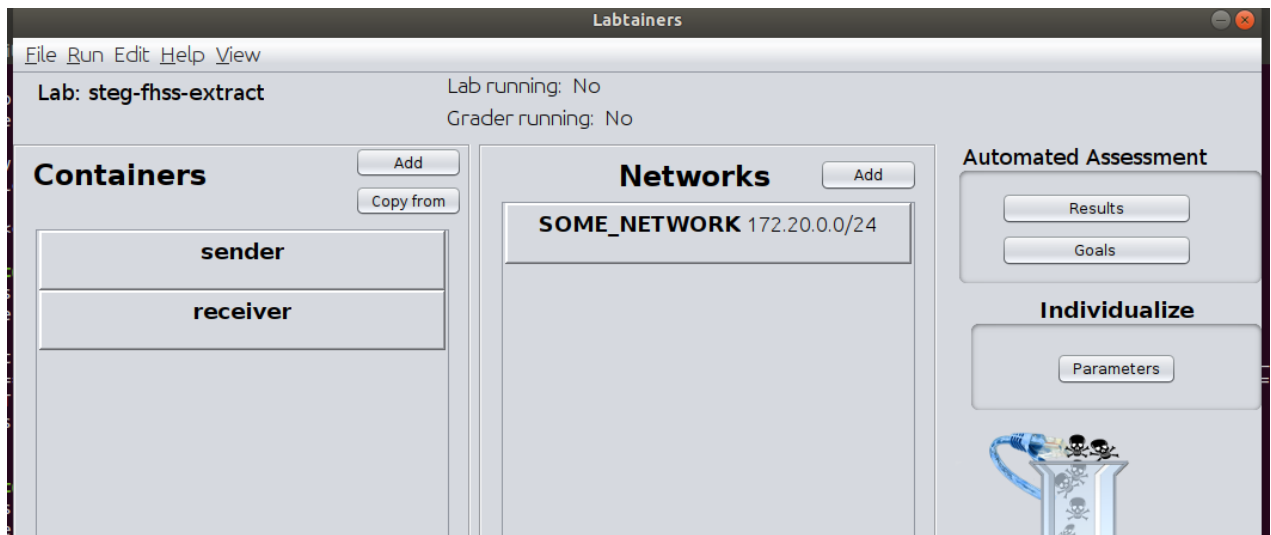 Labtainers
File Run Edit Help View
Lab: steg-fhss-extract
Lab running: No
Grader running: No
Containers
Add
Copy from
sender
receiver
Networks
Add
SOME_NETWORK 172.20.0.0/24
Automated Assessment
Results
Goals
Individualize
Parameters